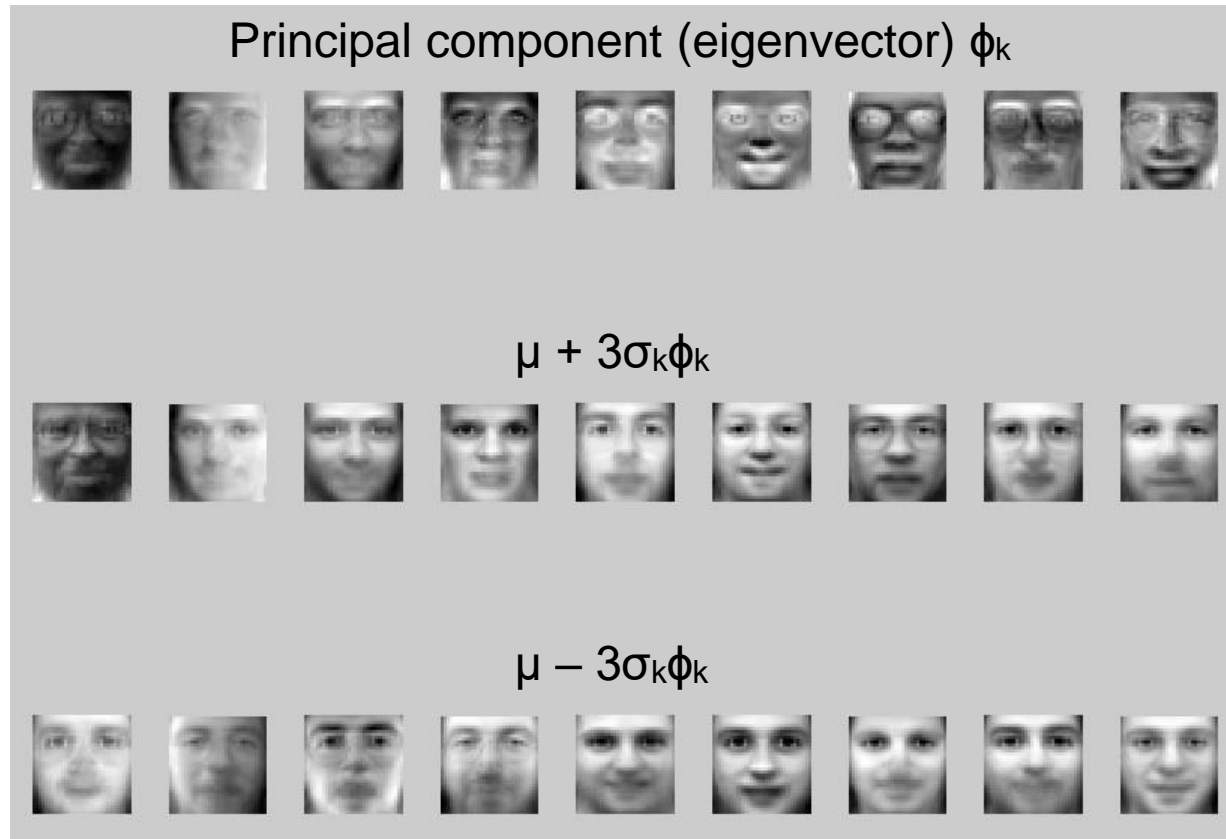 Principal component (eigenvector) ϕk
μ + 3σkϕk
μ – 3σkϕk